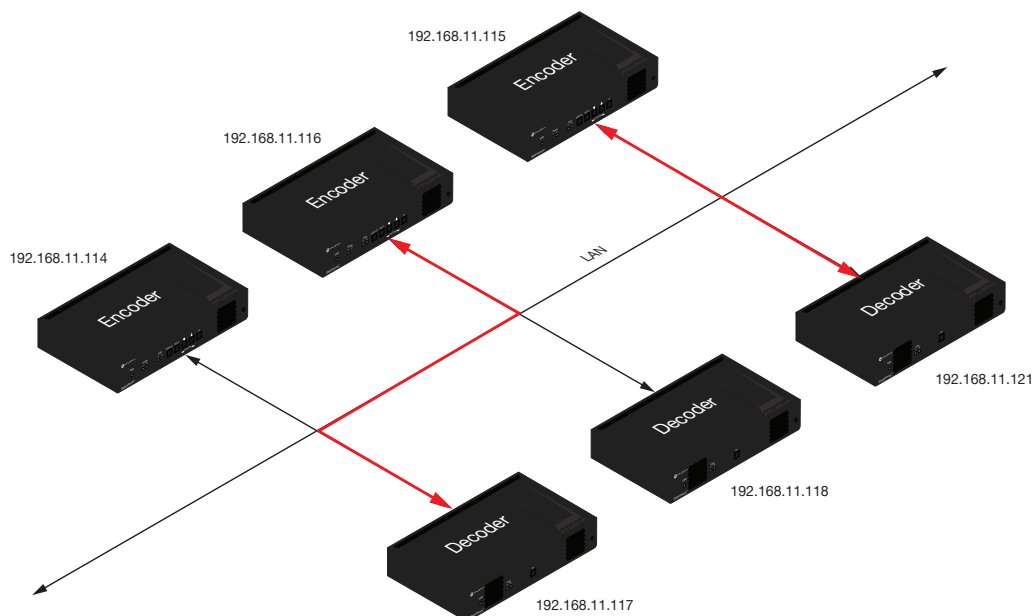 192.168.11.115
Encoder
192.168.11.116
Encoder
LAN
192.168.11.114
Encoder
Decoder
192.168.11.121
Decoder
192.168.11.118
Decoder
192.168.11.117